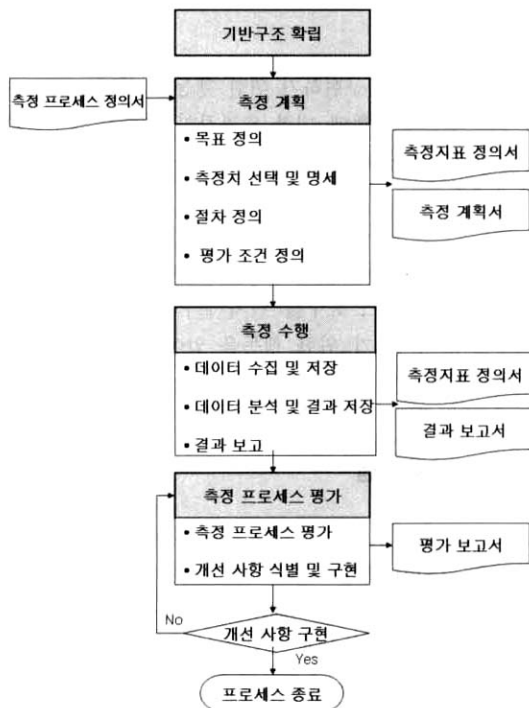 기반구조 확립
측정 프로세스 정의서
측정 계획
• 목표 정의
• 측정치 선택 및 명세
• 절차 정의
• 평가 조건 정의
측정지표 정의서
측정 계획서
측정 수행
• 데이터 수집 및 저장
• 데이터 분석 및 결과 저장
• 결과 보고
측정지표 정의서
결과 보고서
측정 프로세스 평가
• 측정 프로세스 평가
• 개선 사항 식별 및 구현
평가 보고서
No
개선 사항 구현
Yes
프로세스 종료